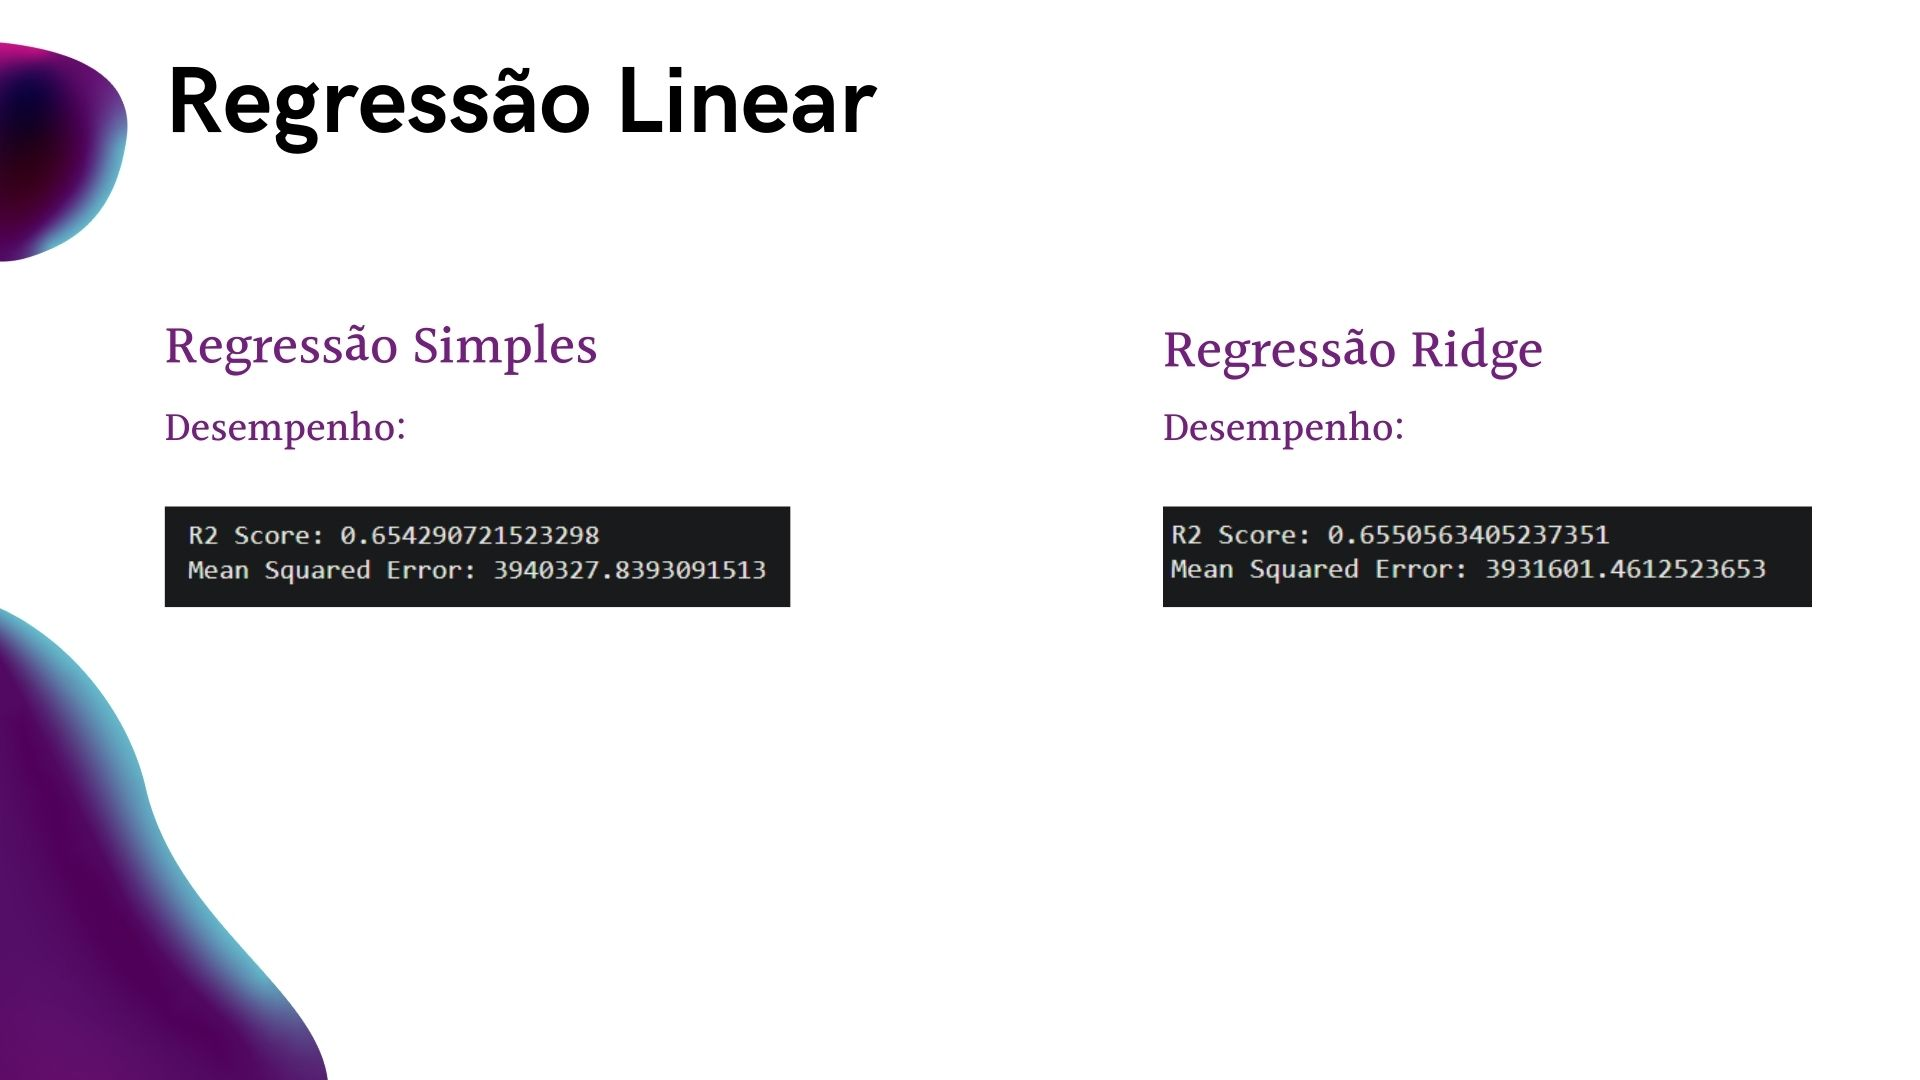 Regressão Linear
Regressão Simples
Desempenho:
R2 Score: 0.654290721523298
Mean Squared Error: 3940327.8393091513
Regressão Ridge
Desempenho:
R2 Score: 0.6550563405237351
Mean Squared Error: 3931601.4612523653